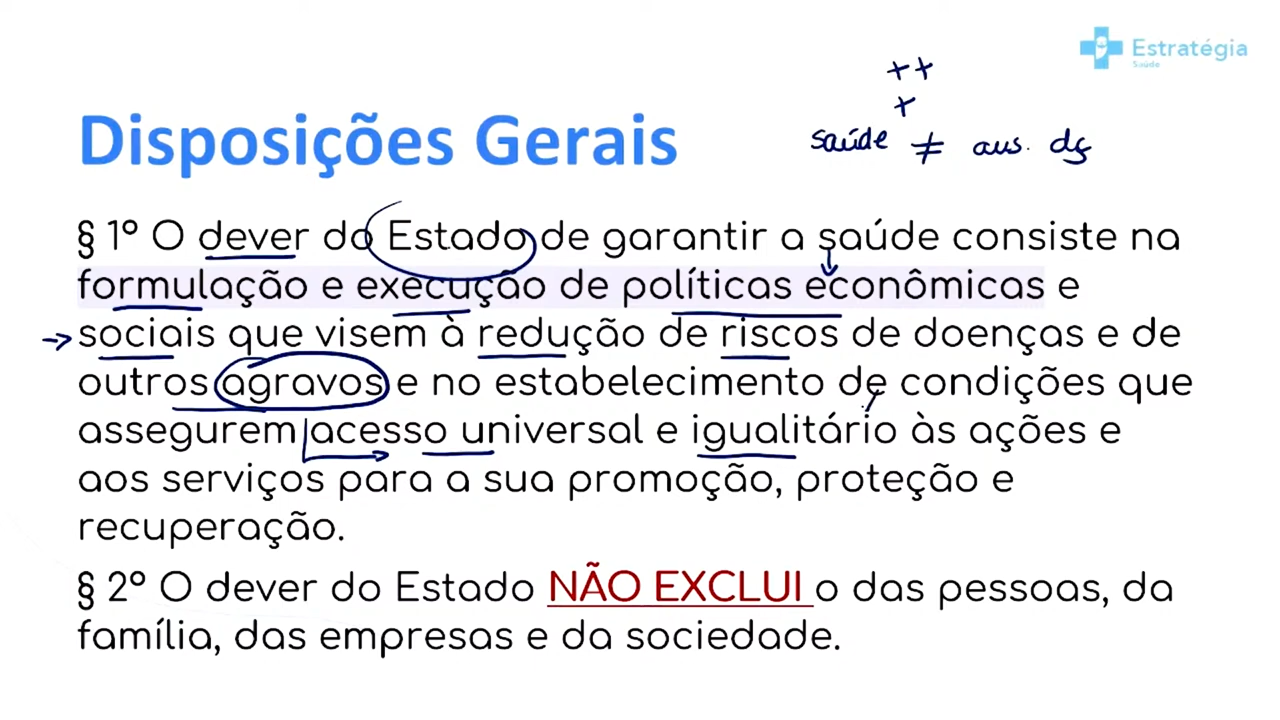 Estratégia
Saúde
++
+
saúde ≠ aus. dç
Disposições Gerais
§ 1º O dever do Estado de garantir a saúde consiste na
formulação e execução de políticas econômicas e
→ sociais que visem à redução de riscos de doenças e de
outros agravos e no estabelecimento de condições que
assegurem acesso universal e igualitário às ações e
aos serviços para a sua promoção, proteção e
recuperação.
§ 2º O dever do Estado NÃO EXCLUI o das pessoas, da
família, das empresas e da sociedade.